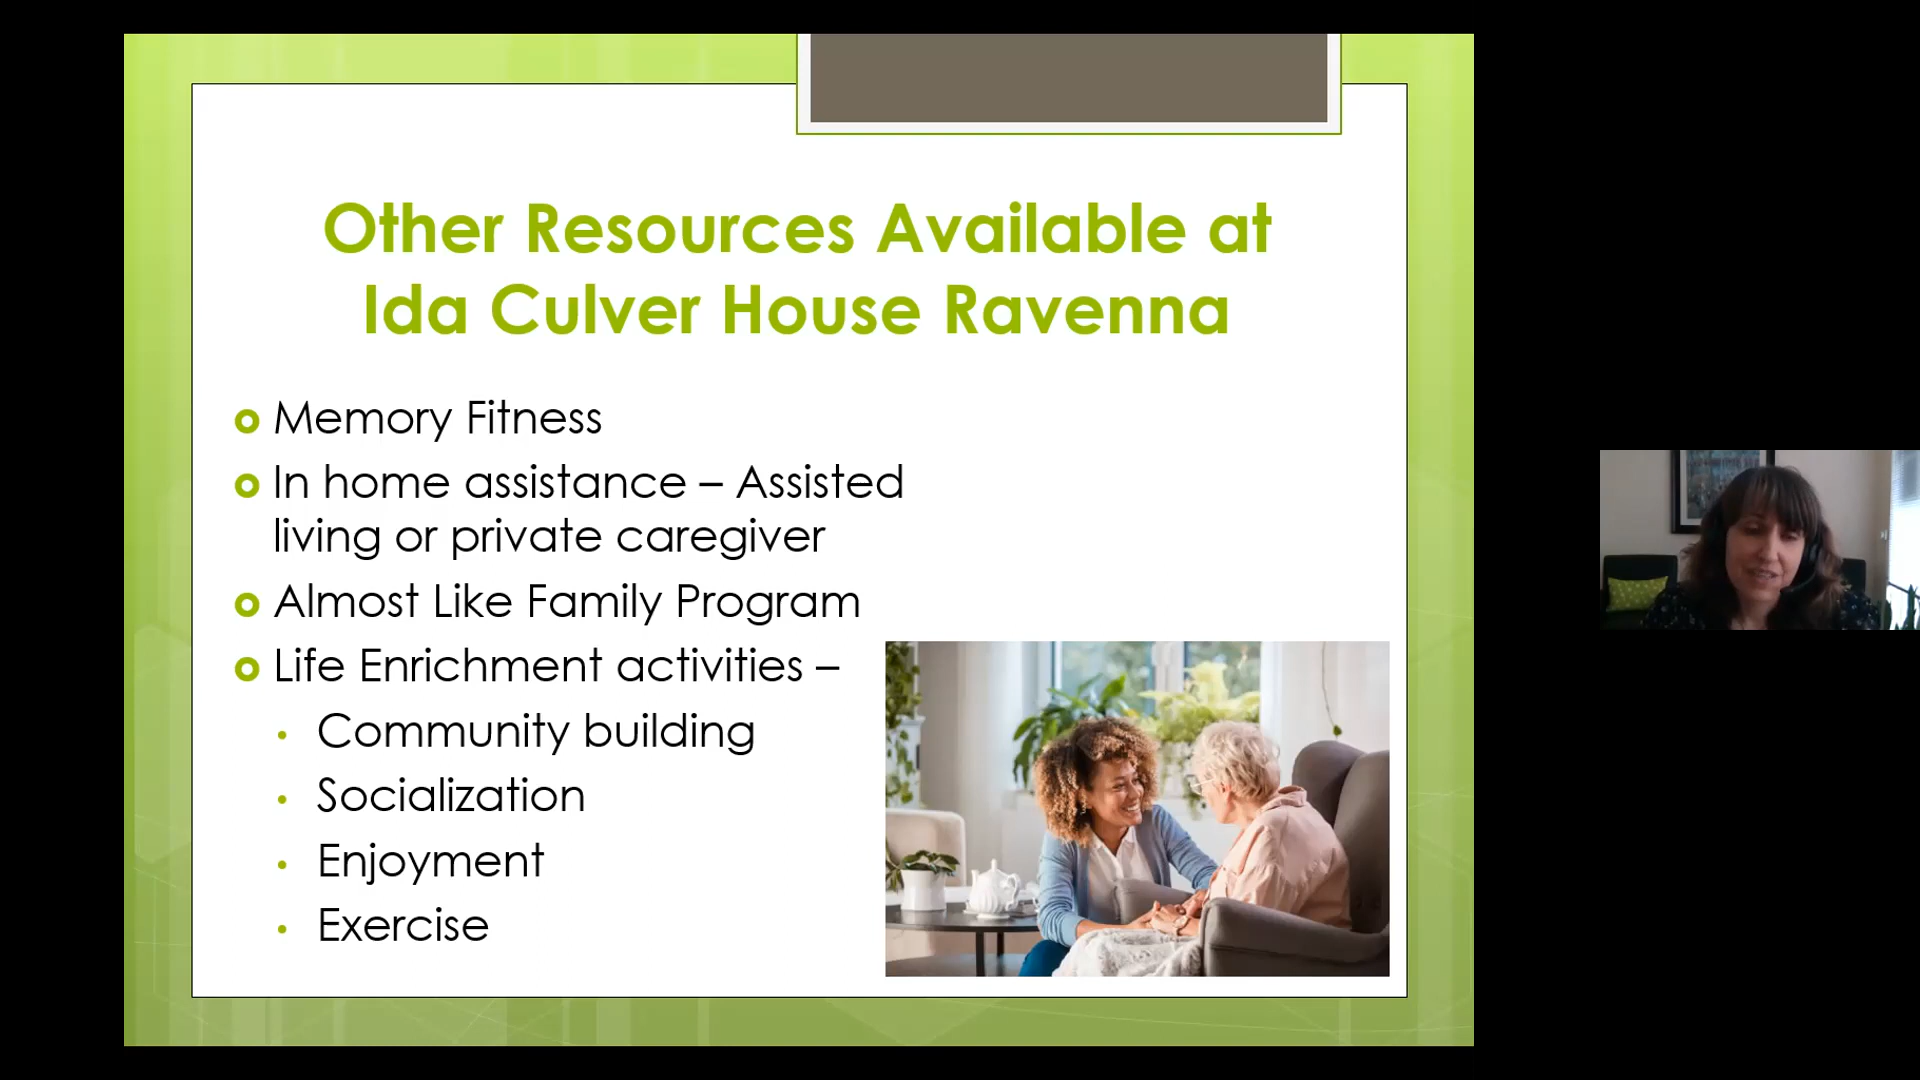 Other Resources Available at
Ida Culver House Ravenna
Memory Fitness
In home assistance – Assisted
living or private caregiver
Almost Like Family Program
Life Enrichment activities –
Community building
Socialization
Enjoyment
Exercise